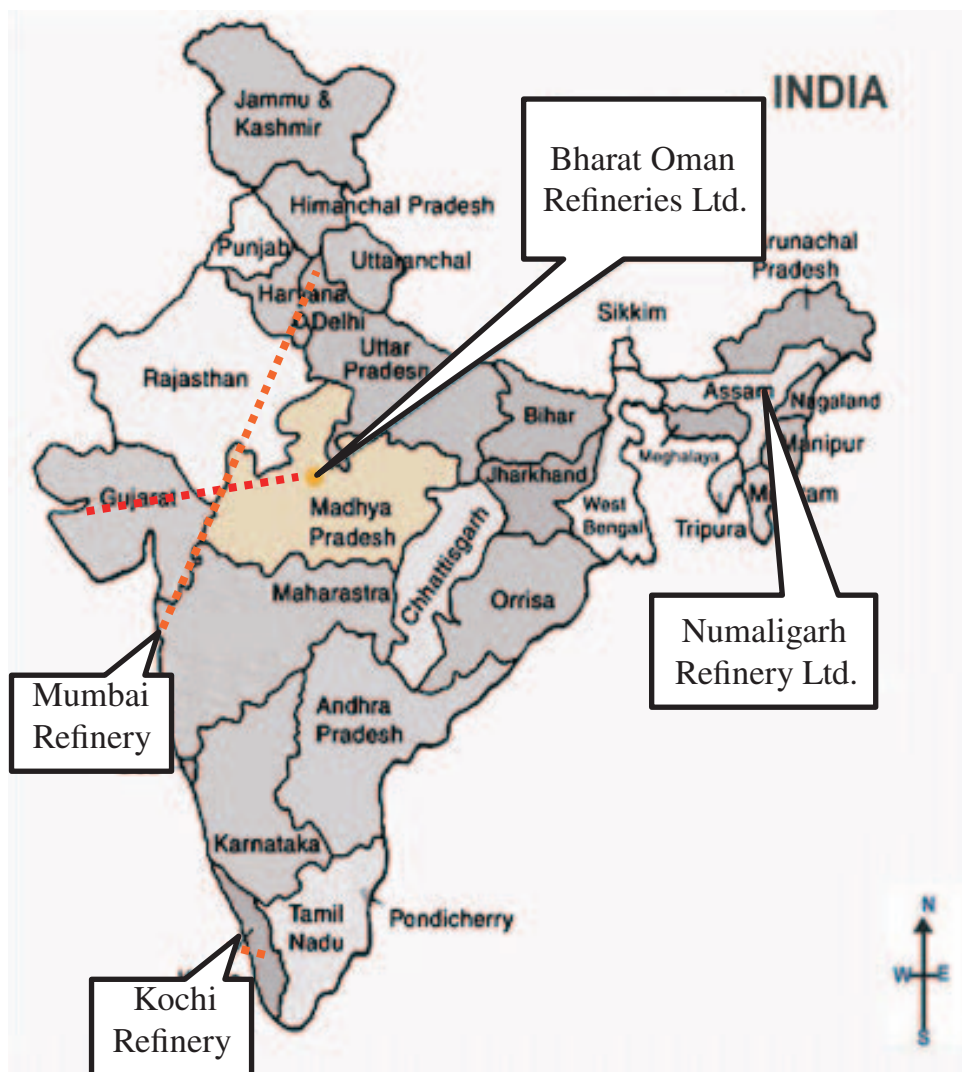 INDIA
Jammu &
Kashmir
Bharat Oman
Refineries Ltd.
Himanchal Pradesh
Punjab
Uttaranchal
Pradesh
Haryana
Delhi
Sikkim
Uttar
Pradesh
Rajasthan
Assam
Nagaland
Bihar
Manipur
Meghalaya
Jharkhand
Gujarat
West
Bengal
Tripura
Madhya
Pradesh
Chhattisgarh
Maharastra
Orrisa
Numaligarh
Refinery Ltd.
Mumbai
Refinery
Andhra
Pradesh
Karnataka
Tamil
Nadu
Pondicherry
N
W
E
S
Kochi
Refinery